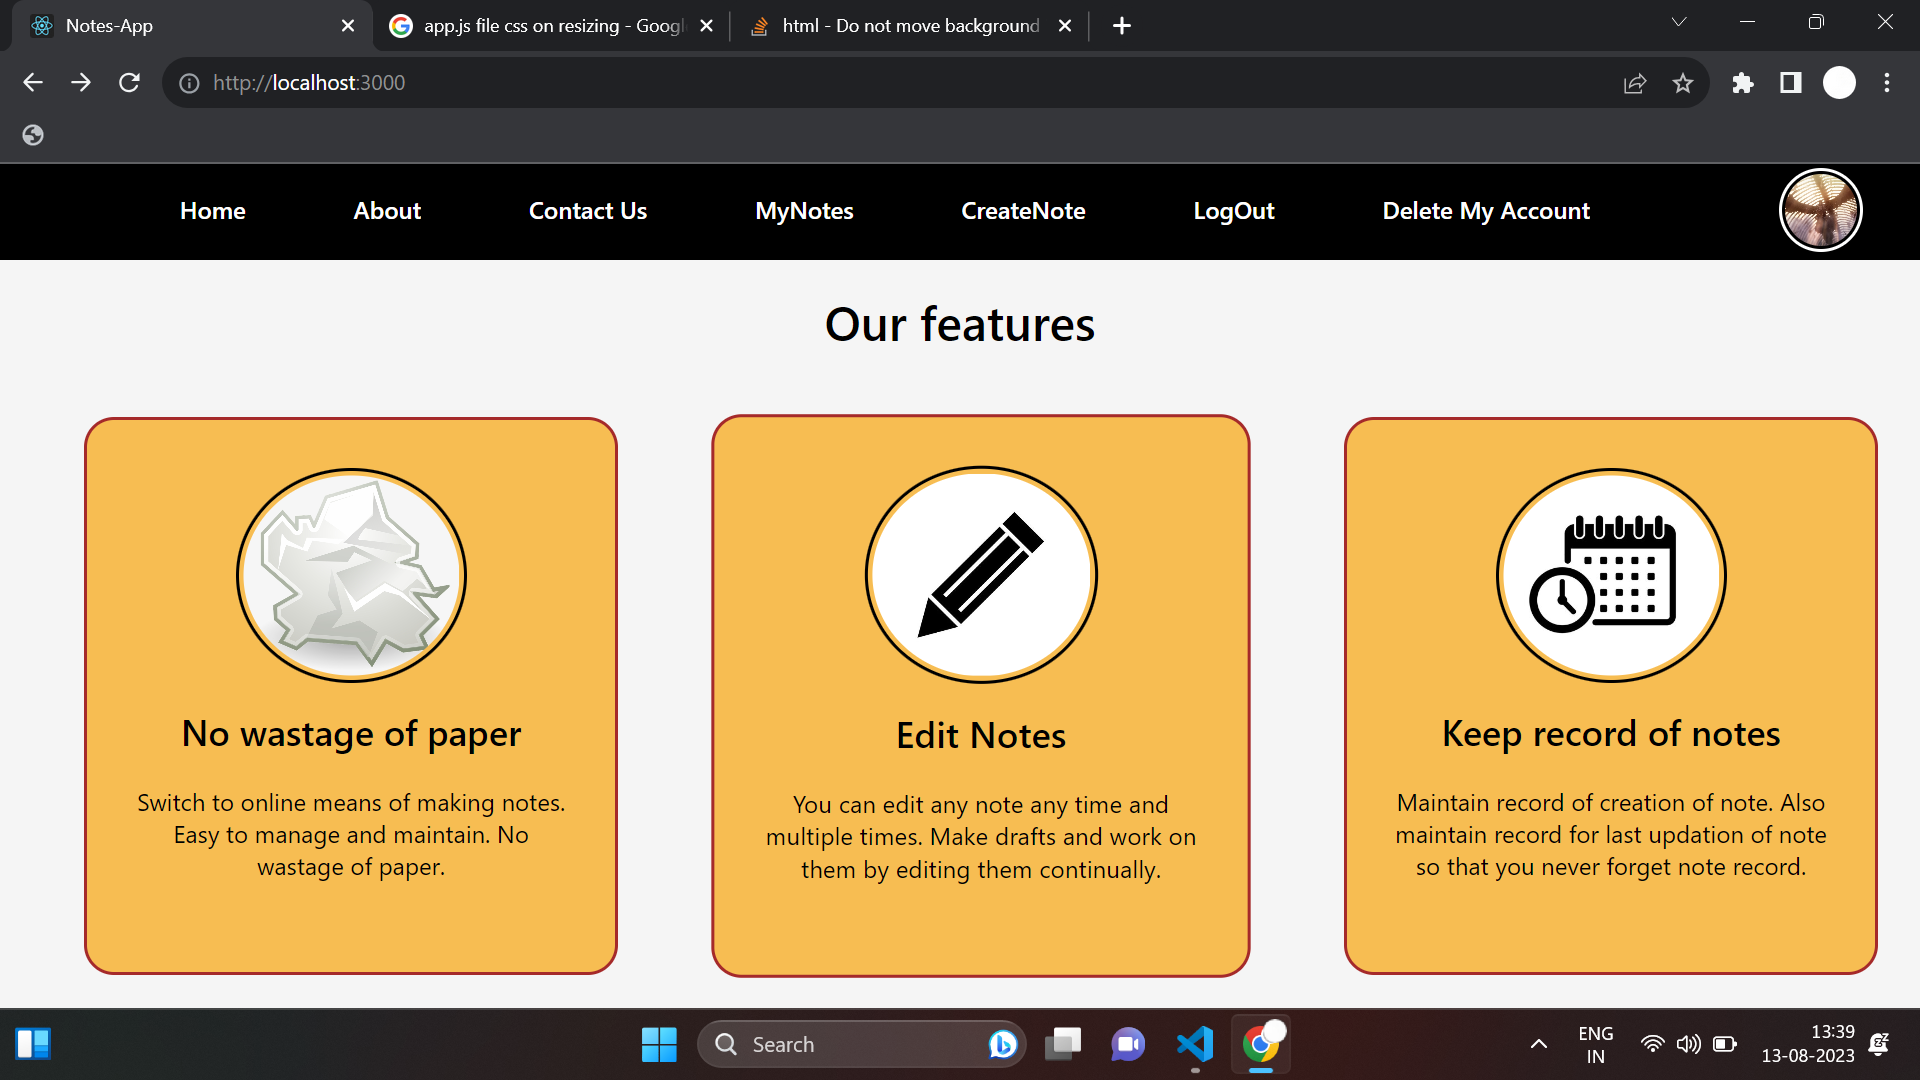 Notes-App
app.js file css on resizing - Googl
html - Do not move background
http://localhost:3000
Home
About
Contact Us
MyNotes
CreateNote
LogOut
Delete My Account
Our features
No wastage of paper
Switch to online means of making notes.
Easy to manage and maintain. No
wastage of paper.
Edit Notes
You can edit any note any time and
multiple times. Make drafts and work on
them by editing them continually.
Keep record of notes
Maintain record of creation of note. Also
maintain record for last updation of note
so that you never forget note record.
Search
ENG
IN
13:39
13-08-2023